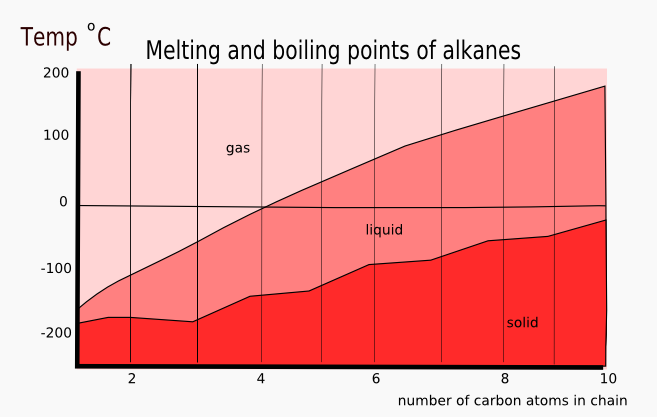 Temp °C
Melting and boiling points of alkanes
200
100
0
-100
-200
gas
liquid
solid
2 4 6 8 10
number of carbon atoms in chain